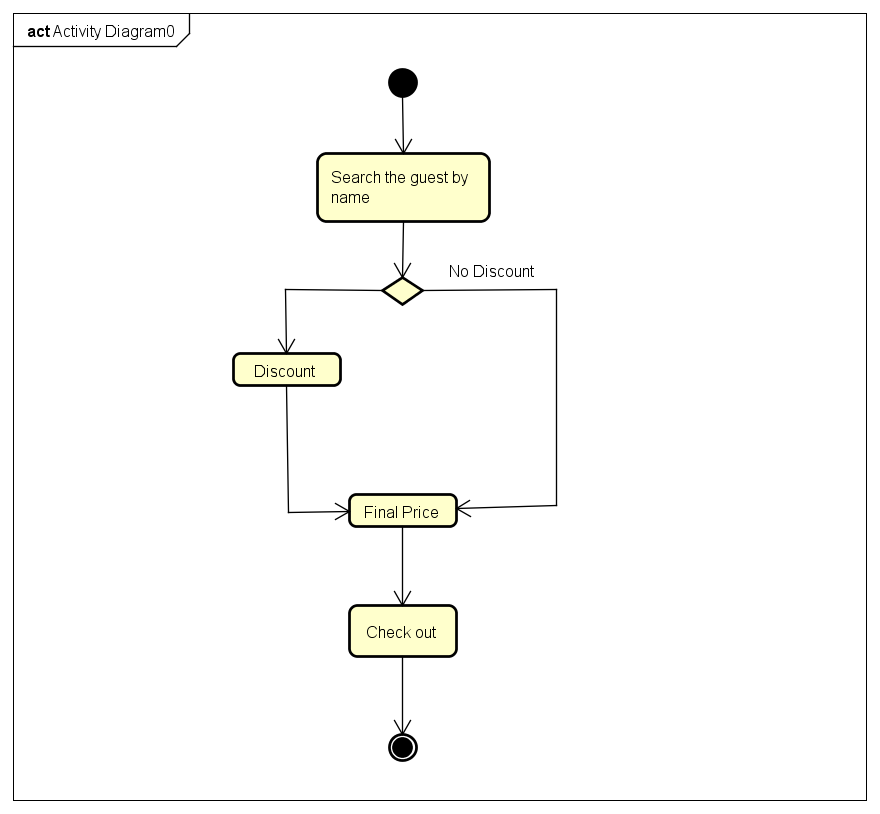 act Activity Diagram0
Search the guest by
name
No Discount
Discount
Final Price
Check out